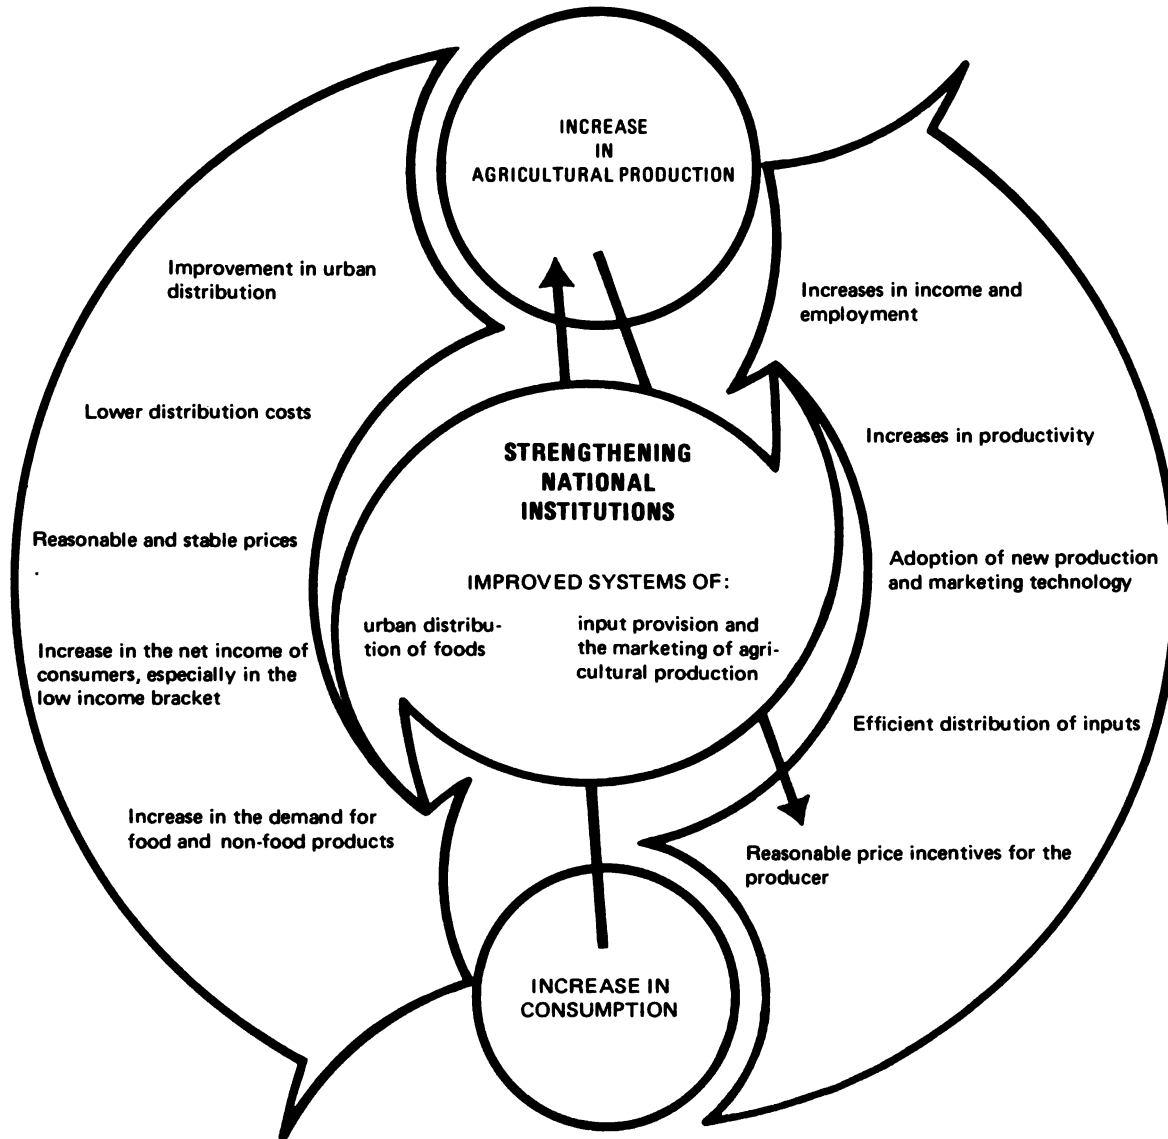 INCREASE
IN
AGRICULTURAL PRODUCTION
Improvement in urban
distribution
Lower distribution costs
Reasonable and stable prices
Increase in the net income of
consumers, especially in the
low income bracket
Increase in the demand for
food and non-food products
STRENGTHENING
NATIONAL
INSTITUTIONS
IMPROVED SYSTEMS OF:
urban distribu-
tion of foods
input provision and
the marketing of agri-
cultural production
Increases in income and
employment
Increases in productivity
Adoption of new production
and marketing technology
Efficient distribution of inputs
Reasonable price incentives for the
producer
INCREASE IN
CONSUMPTION